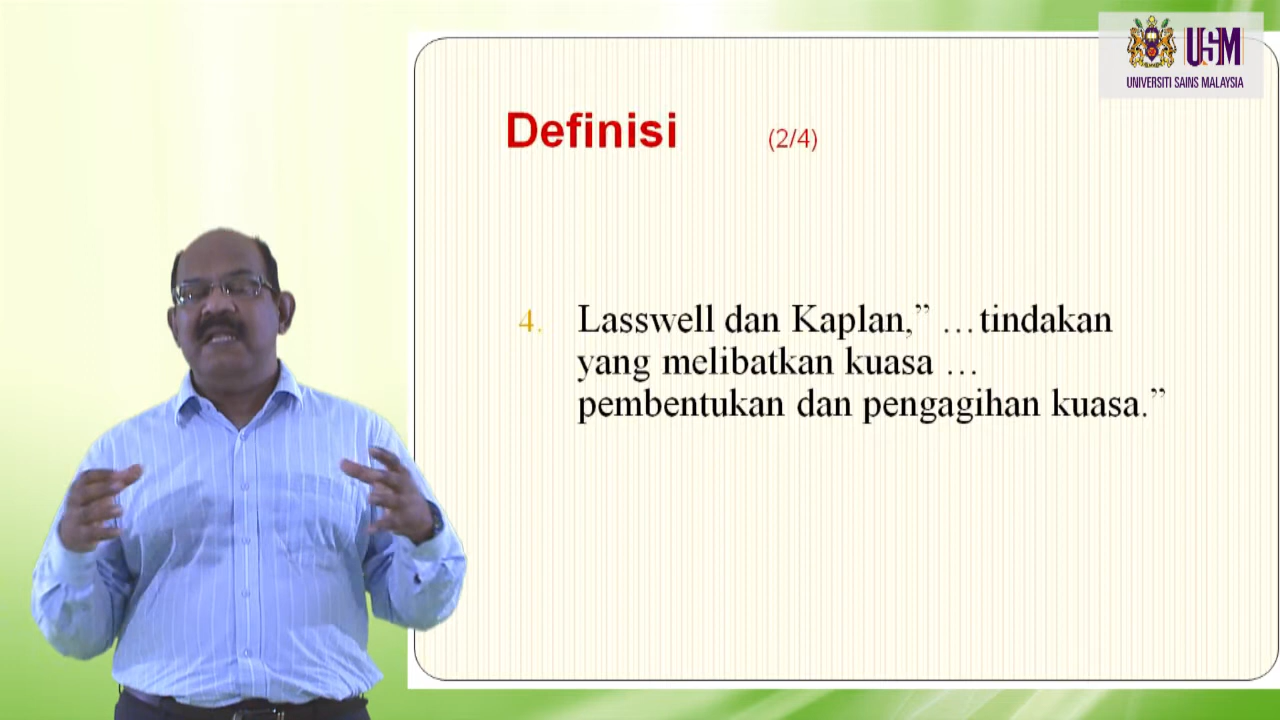 USM
UNIVERSITI SAINS MALAYSIA
Definisi (2/4)
4. Lasswell dan Kaplan,” …tindakan
yang melibatkan kuasa …
pembentukan dan pengagihan kuasa.”